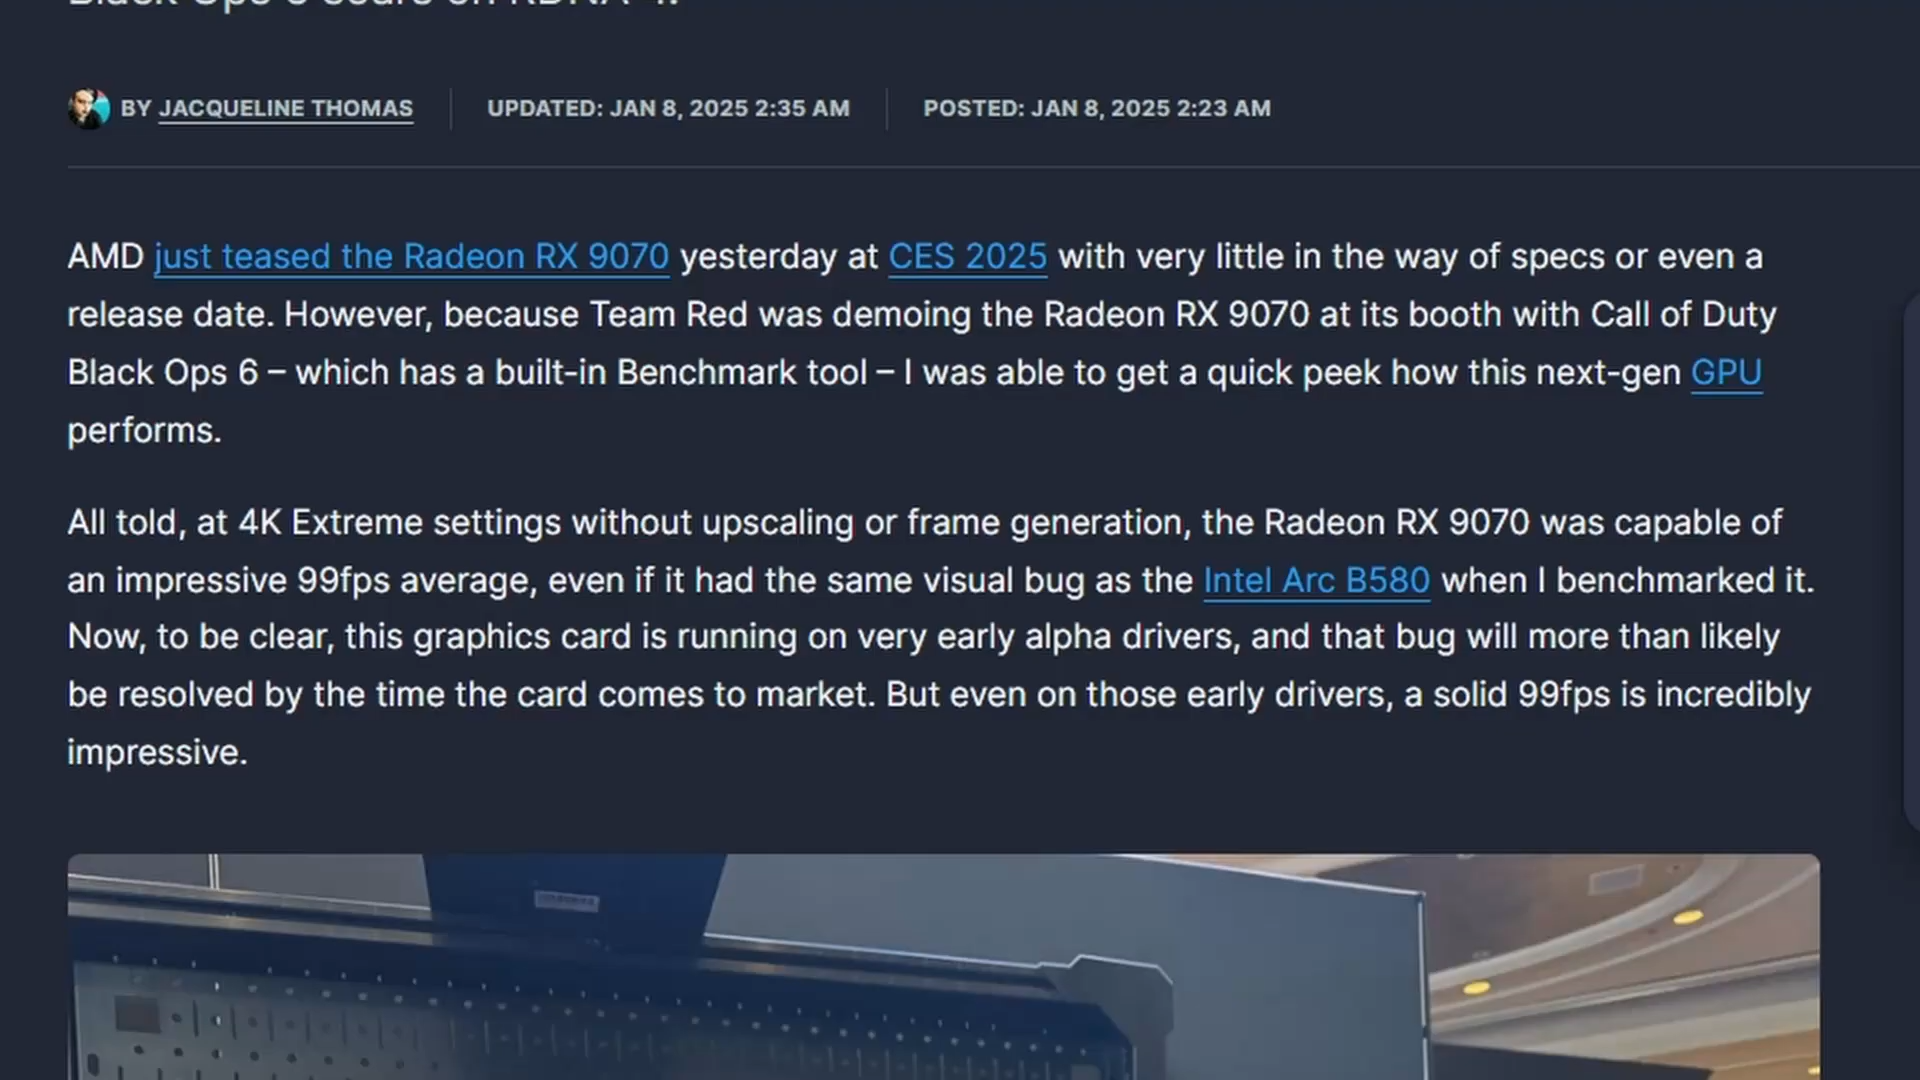 Black Ops 6 soars on RDNA 4.
BY JACQUELINE THOMAS
UPDATED: JAN 8, 2025 2:35 AM
POSTED: JAN 8, 2025 2:23 AM
AMD just teased the Radeon RX 9070 yesterday at CES 2025 with very little in the way of specs or even a
release date. However, because Team Red was demoing the Radeon RX 9070 at its booth with Call of Duty
Black Ops 6 – which has a built-in Benchmark tool – I was able to get a quick peek how this next-gen GPU
performs.
All told, at 4K Extreme settings without upscaling or frame generation, the Radeon RX 9070 was capable of
an impressive 99fps average, even if it had the same visual bug as the Intel Arc B580 when I benchmarked it.
Now, to be clear, this graphics card is running on very early alpha drivers, and that bug will more than likely
be resolved by the time the card comes to market. But even on those early drivers, a solid 99fps is incredibly
impressive.